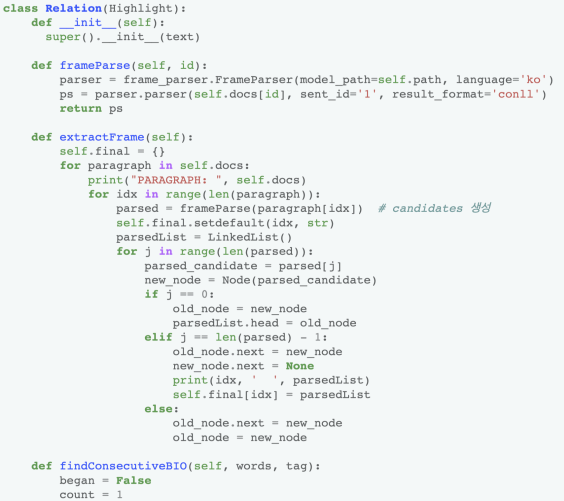 class Relation(Highlight):
    def __init__(self):
      super().__init__(text)

    def frameParse(self, id):
        parser = frame_parser.FrameParser(model_path=self.path, language='ko')
        ps = parser.parser(self.docs[id], sent_id='1', result_format='conll')
        return ps

    def extractFrame(self):
        self.final = {}
        for paragraph in self.docs:
            print("PARAGRAPH: ", self.docs)
            for idx in range(len(paragraph)):
                parsed = frameParse(paragraph[idx])  # candidates 생성
                self.final.setdefault(idx, str)
                parsedList = LinkedList()
                for j in range(len(parsed)):
                    parsed_candidate = parsed[j]
                    new_node = Node(parsed_candidate)
                    if j == 0:
                        old_node = new_node
                        parsedList.head = old_node
                    elif j == len(parsed) - 1:
                        old_node.next = new_node
                        new_node.next = None
                        print(idx, '  ', parsedList)
                        self.final[idx] = parsedList
                    else:
                        old_node.next = new_node
                        old_node = new_node

    def findConsecutiveBIO(self, words, tag):
        began = False
        count = 1